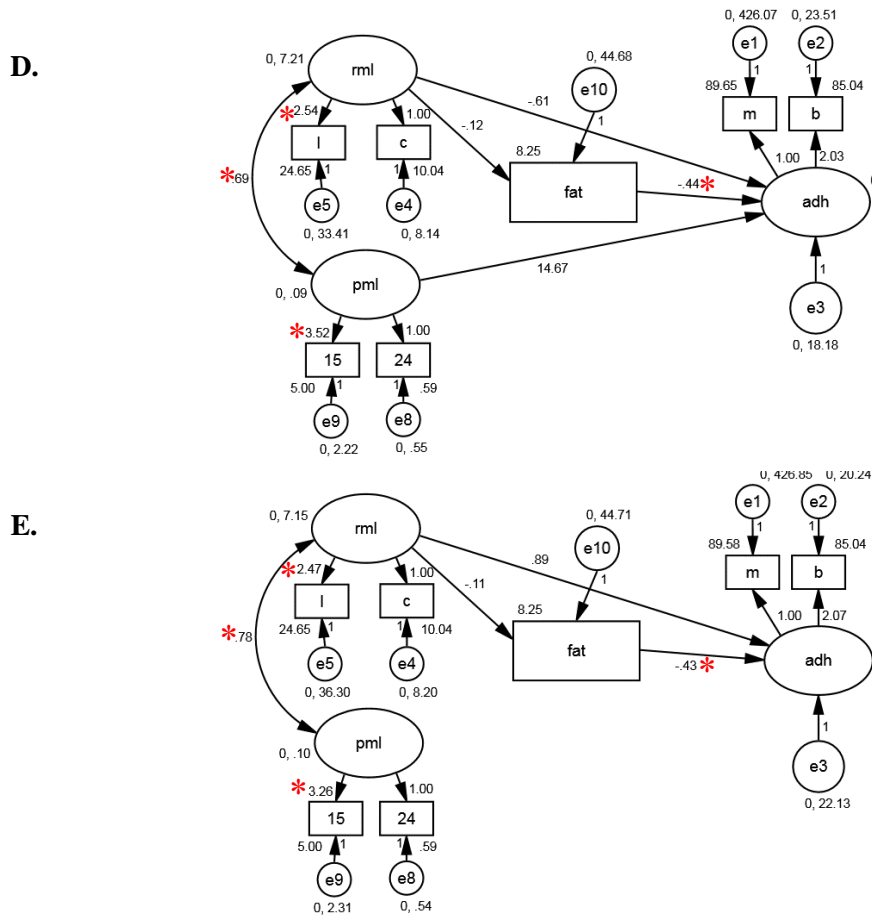 D.
0, 7.21
rml
*2.54
1.00
l
c
24.65
1
1
10.04
e5
e4
0, 33.41
0, 8.14
*.69
-.12
-.61
0, 44.68
e10
1
8.25
fat
-.44*
0, 426.07
0, 23.51
e1
e2
1
1
89.65
85.04
m
b
1.00
2.03
adh
1
e3
0, 18.18
0, .09
pml
14.67
*3.52
1.00
15
24
5.00
1
1
.59
e9
e8
0, 2.22
0, .55
E.
0, 7.15
rml
*2.47
1.00
l
c
24.65
1
1
10.04
e5
e4
0, 36.30
0, 8.20
*.78
-.11
.89
0, 44.71
e10
1
8.25
fat
-.43*
0, 426.85
0, 20.24
e1
e2
1
1
89.58
85.04
m
b
1.00
2.07
adh
1
e3
0, 22.13
0, .10
pml
*3.26
1.00
15
24
5.00
1
1
.59
e9
e8
0, 2.31
0, .54